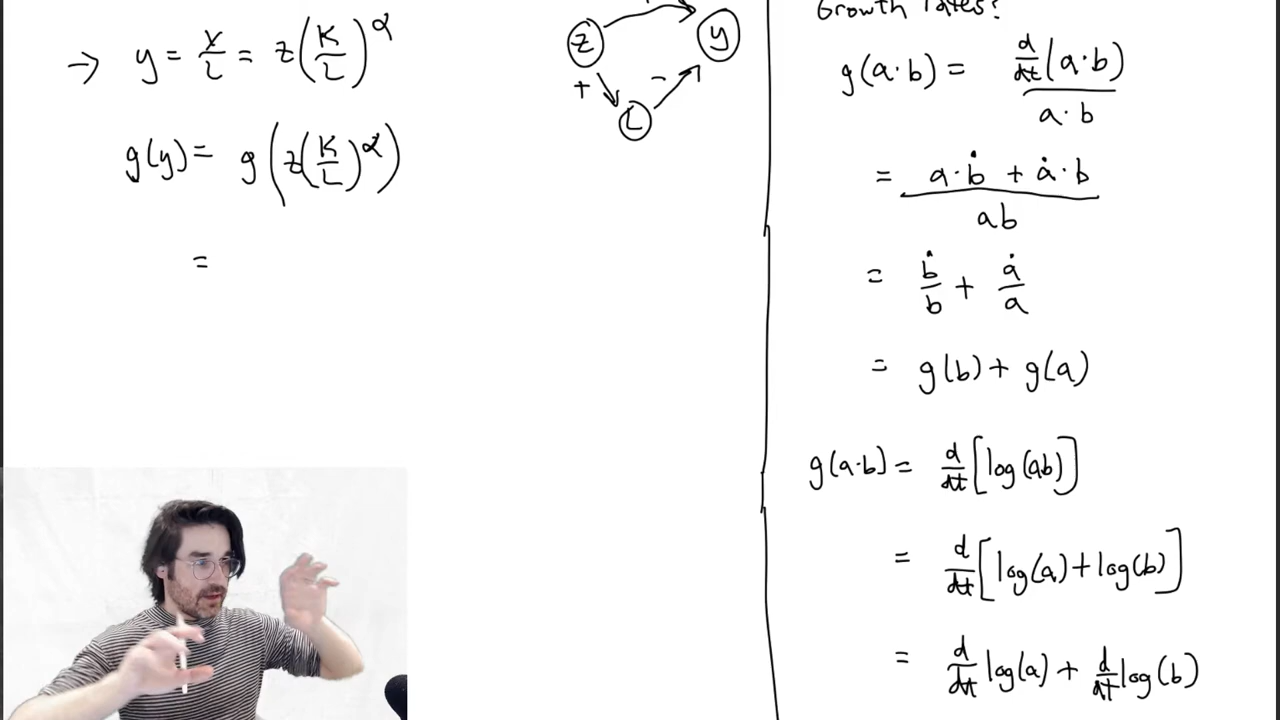 → y = Y/L = z(K/L)^α
g(y) = g(z(K/L)^α)
=
z
+
y
+
-
L
Growth rates?
g(a·b) = d/dt(a·b) / a·b
= a·ḃ + ȧ·b / ab
= ḃ/b + ȧ/a
= g(b) + g(a)
g(a·b) = d/dt[log(ab)]
= d/dt[log(a) + log(b)]
= d/dt log(a) + d/dt log(b)